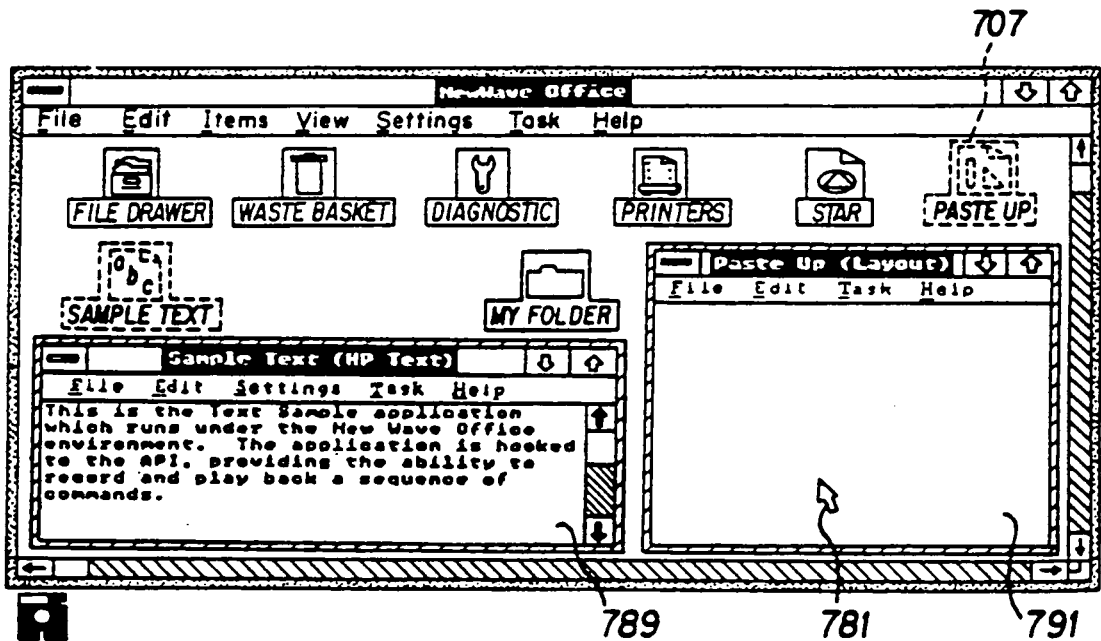 707
NewWave Office
File Edit Items View Settings Task Help
FILE DRAWER WASTE BASKET DIAGNOSTIC PRINTERS STAR PASTE UP
a b c
SAMPLE TEXT MY FOLDER
Paste Up (Layout)
File Edit Task Help
Sample Text (HP Text)
File Edit Settings Task Help
This is the Text Sample application
which runs under the New Wave Office
environment. The application is hooked
to the API, providing the ability to
record and play back a sequence of
commands.
789 781 791